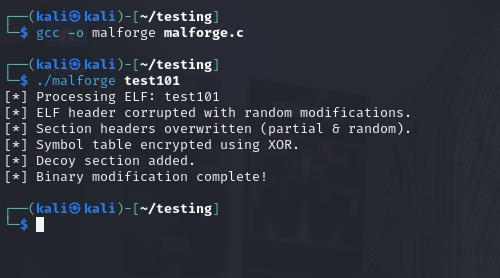 ┌──(kali㉿kali)-[~/testing]
└─$ gcc -o malforge malforge.c
┌──(kali㉿kali)-[~/testing]
└─$ ./malforge test101
[*] Processing ELF: test101
[*] ELF header corrupted with random modifications.
[*] Section headers overwritten (partial & random).
[*] Symbol table encrypted using XOR.
[*] Decoy section added.
[*] Binary modification complete!
┌──(kali㉿kali)-[~/testing]
└─$